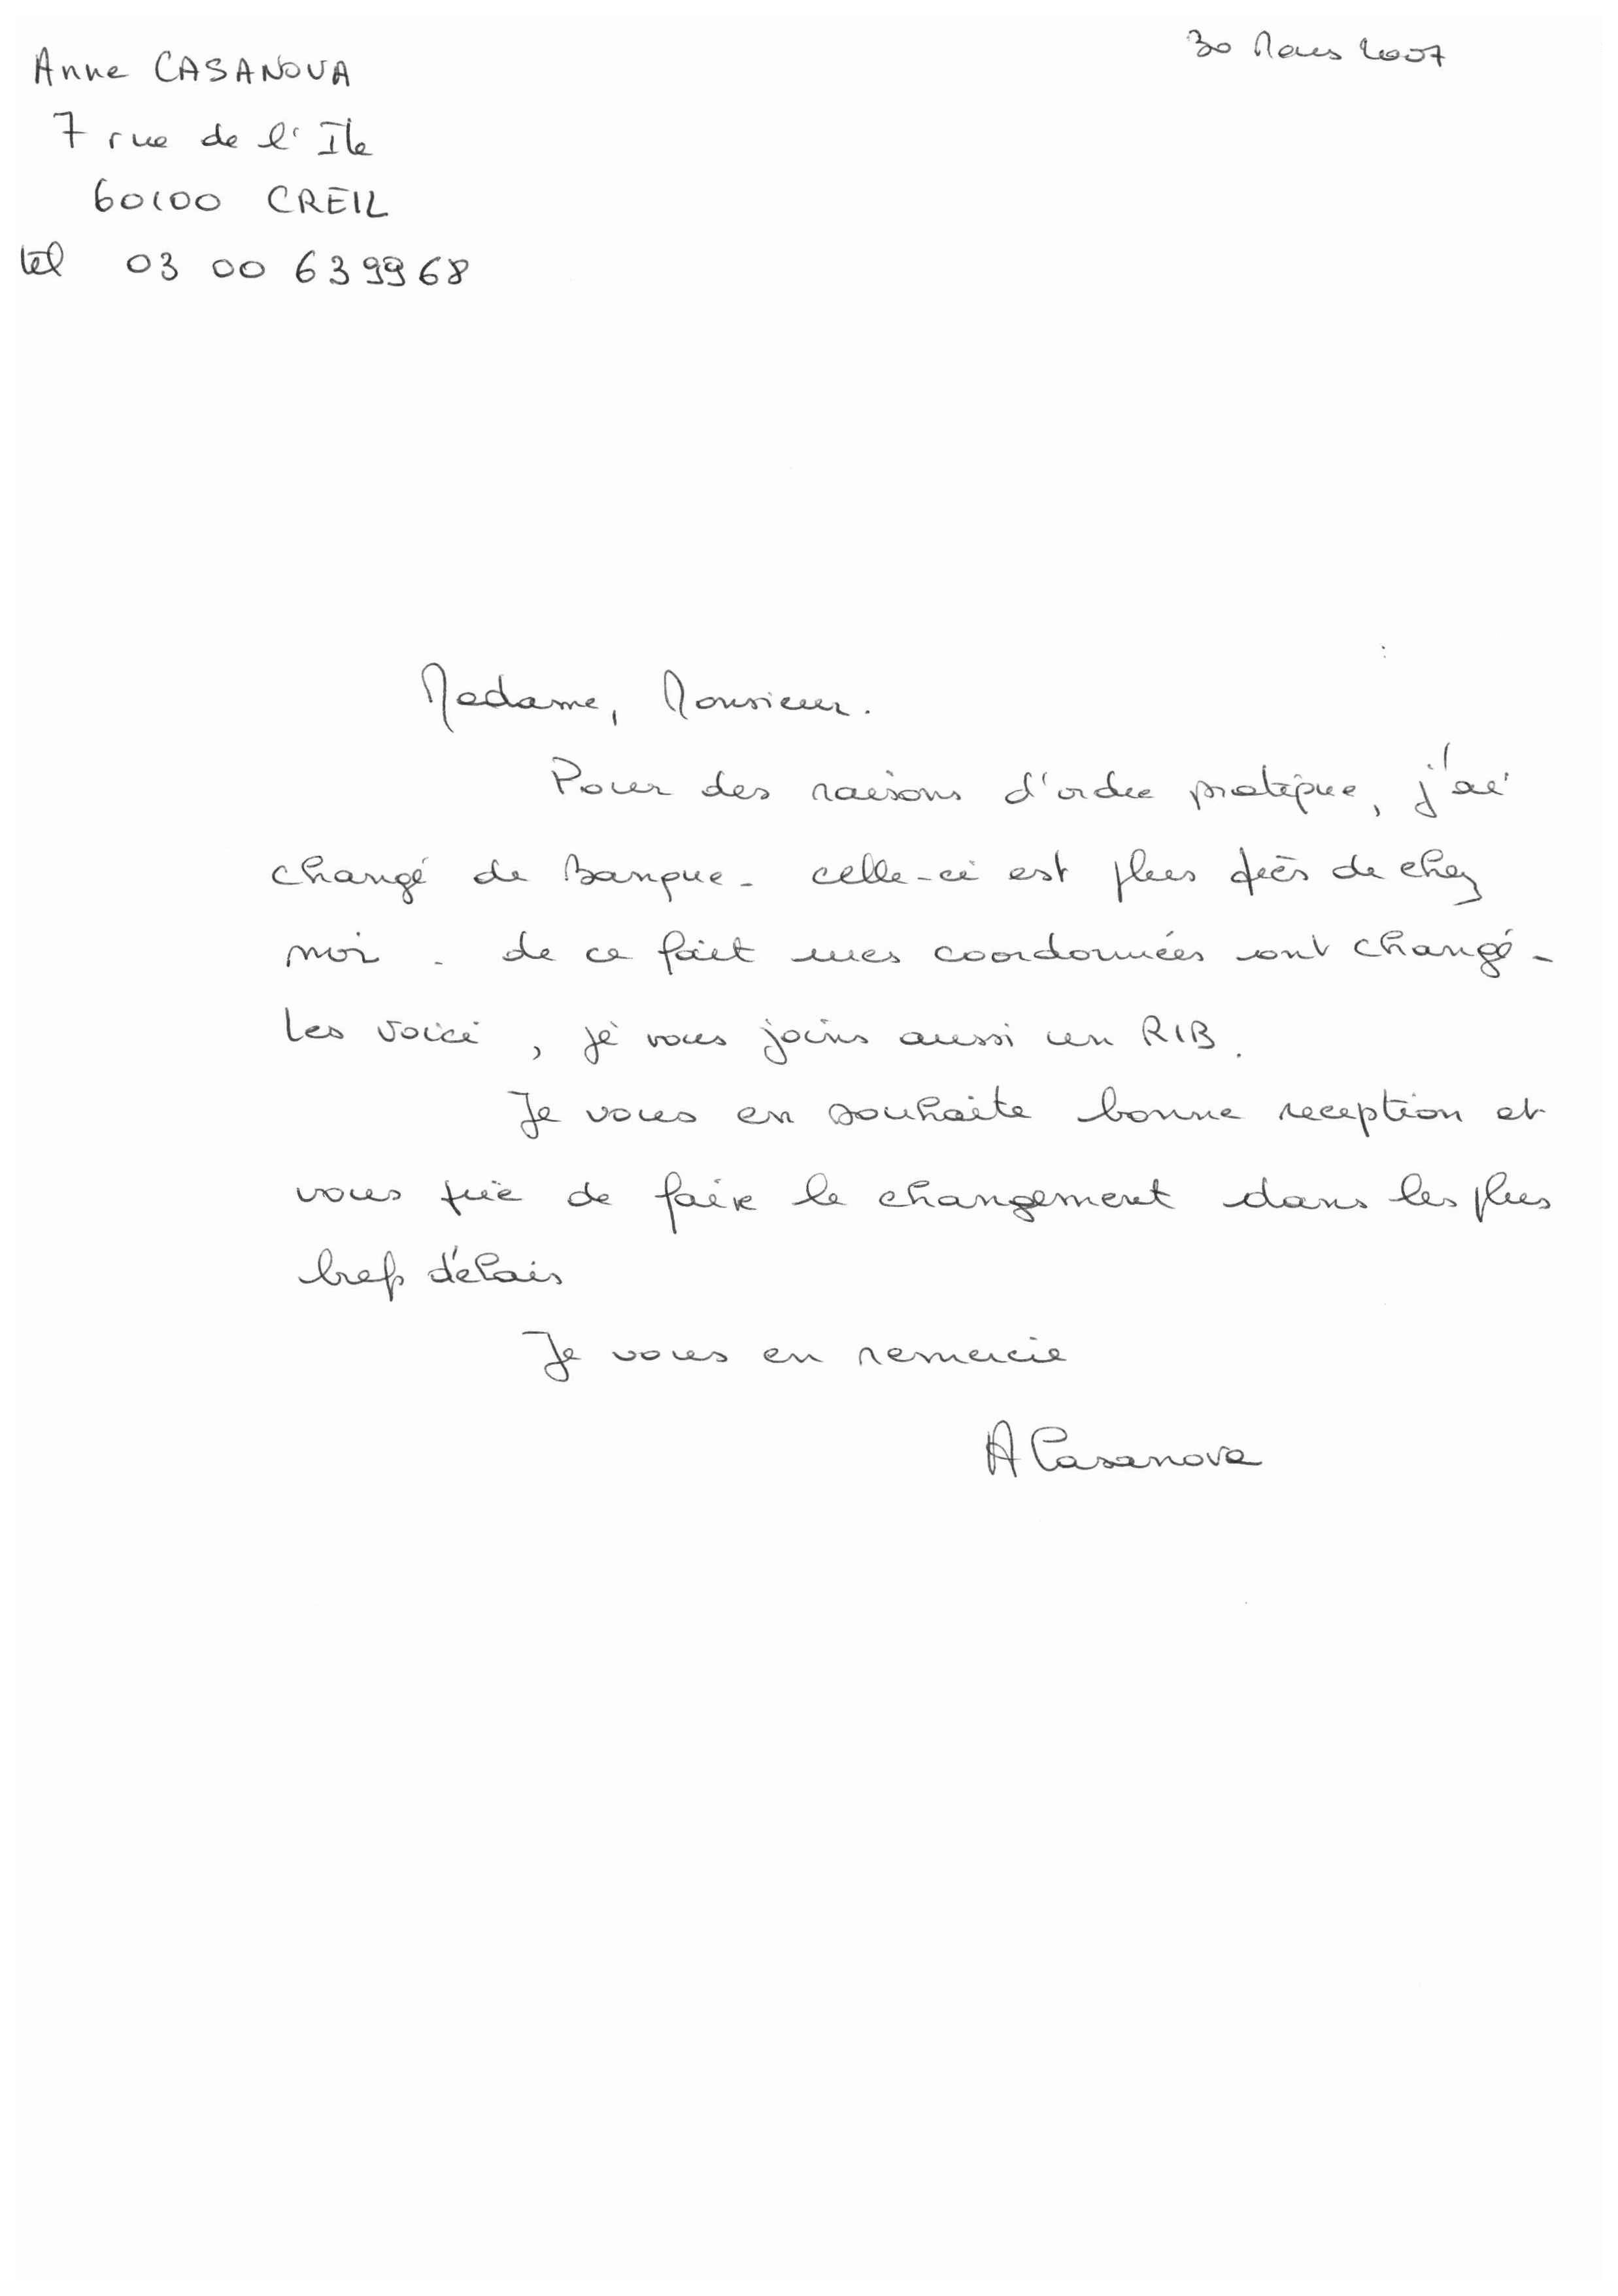 Anne CASANOVA
30 Mars 2007
7 rue de l'Ile
60100 CREIL
tel 03 00 63 99 68
Madame, Monsieur.
Pour des raisons d'ordre pratique, j'ai
changé de Banque - celle-ci est plus près de chez
moi - de ce fait mes coordonnées ont changé -
Les voici, je vous joins aussi un RIB.
Je vous en souhaite bonne reception et
vous prie de faire le changement dans les plus
brefs délais
Je vous en remercie
A Casanova